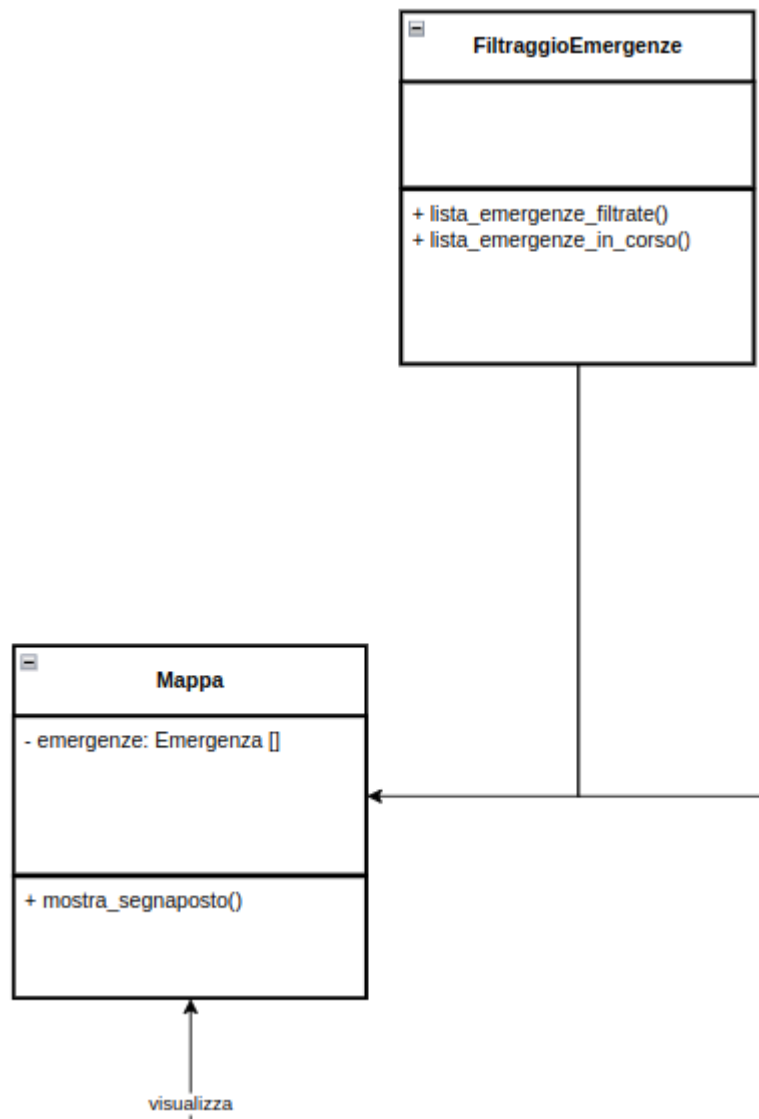 FiltraggioEmergenze
+ lista_emergenze_filtrate()
+ lista_emergenze_in_corso()
Mappa
- emergenze: Emergenza []
+ mostra_segnaposto()
visualizza